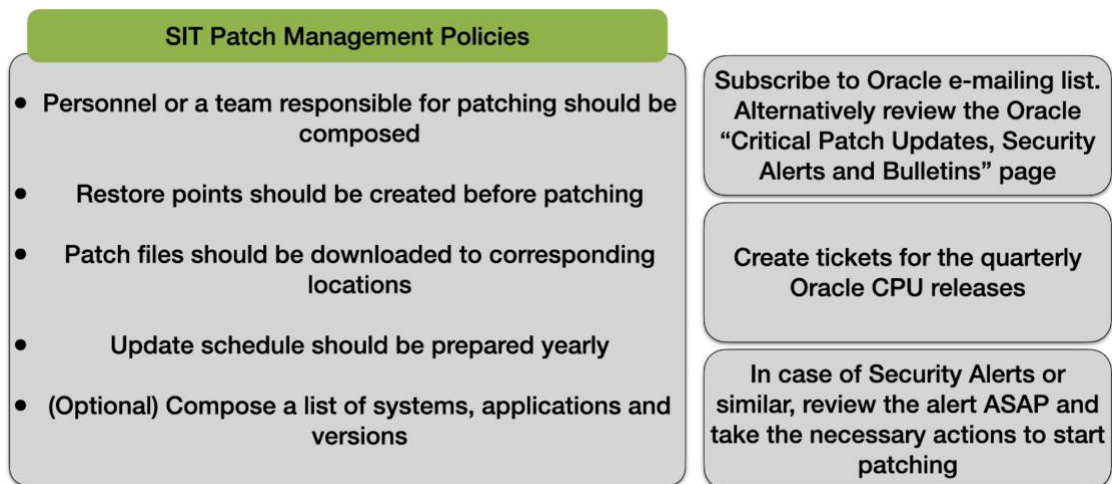 SIT Patch Management Policies
• Personnel or a team responsible for patching should be
composed
• Restore points should be created before patching
• Patch files should be downloaded to corresponding
locations
• Update schedule should be prepared yearly
• (Optional) Compose a list of systems, applications and
versions
Subscribe to Oracle e-mailing list.
Alternatively review the Oracle
“Critical Patch Updates, Security
Alerts and Bulletins” page
Create tickets for the quarterly
Oracle CPU releases
In case of Security Alerts or
similar, review the alert ASAP and
take the necessary actions to start
patching